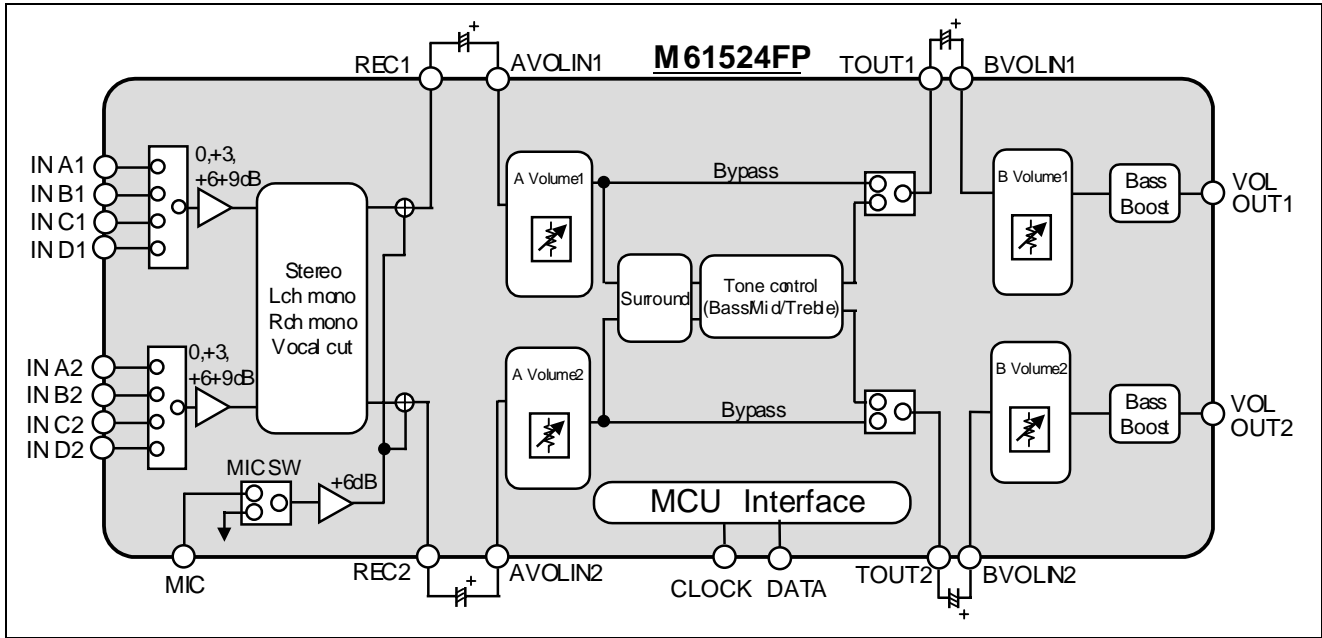 M61524FP
REC1
AVOLIN1
TOUT1
BVOLIN1
IN A1
IN B1
IN C1
IN D1
0,+3,
+6+9dB
Stereo
Lch mono
Rch mono
Vocal cut
A Volume1
Bypass
Surround
Tone control
(Bass/Mid/Treble)
B Volume1
Bass
Boost
VOL
OUT1
IN A2
IN B2
IN C2
IN D2
0,+3,
+6+9dB
A Volume2
Bypass
B Volume2
Bass
Boost
VOL
OUT2
MIC SW
+6dB
MCU Interface
MIC
REC2
AVOLIN2
CLOCK
DATA
TOUT2
BVOLIN2
+
+
+
+